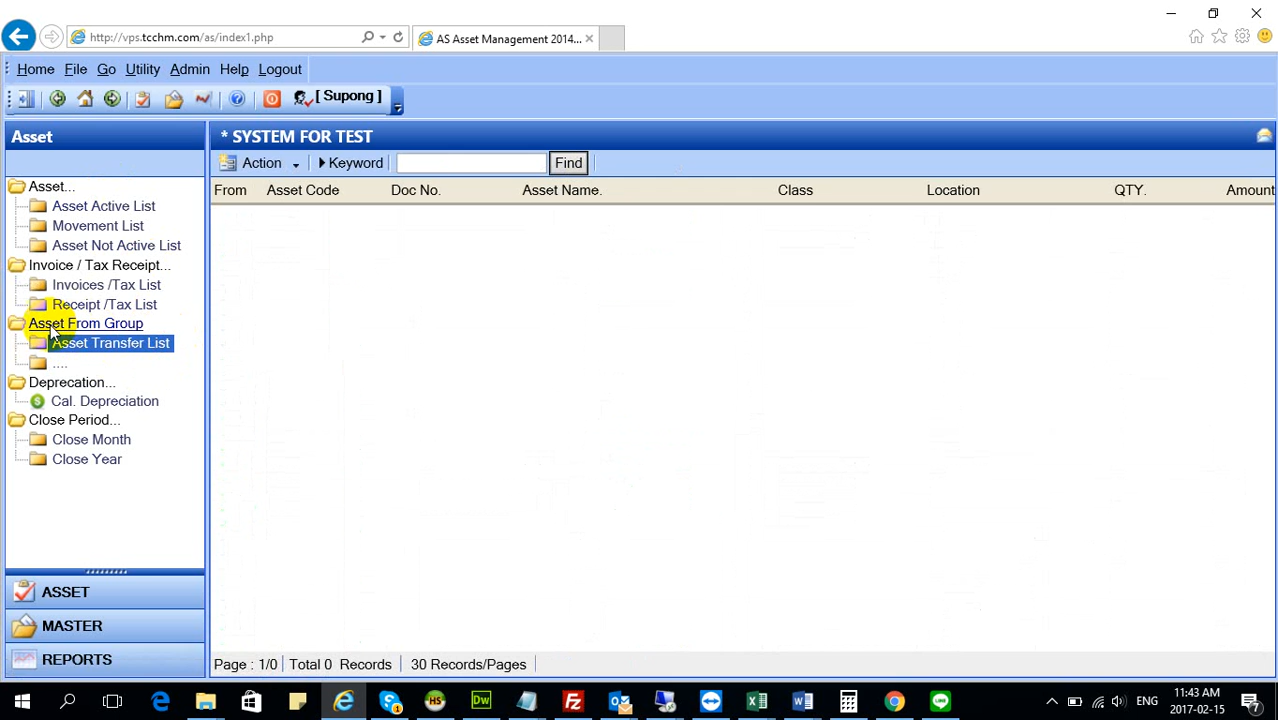 http://vps.tcchm.com/as/index1.php
AS Asset Management 2014...
Home File Go Utility Admin Help Logout
[ Supong ]
Asset
* SYSTEM FOR TEST
Action Keyword Find
From Asset Code Doc No. Asset Name. Class Location QTY. Amount
Asset...
Asset Active List
Movement List
Asset Not Active List
Invoice / Tax Receipt...
Invoices /Tax List
Receipt /Tax List
Asset From Group
Asset Transfer List
....
Deprecation...
Cal. Depreciation
Close Period...
Close Month
Close Year
ASSET
MASTER
REPORTS
Page : 1/0 Total 0 Records 30 Records/Pages
ENG
11:43 AM
2017-02-15